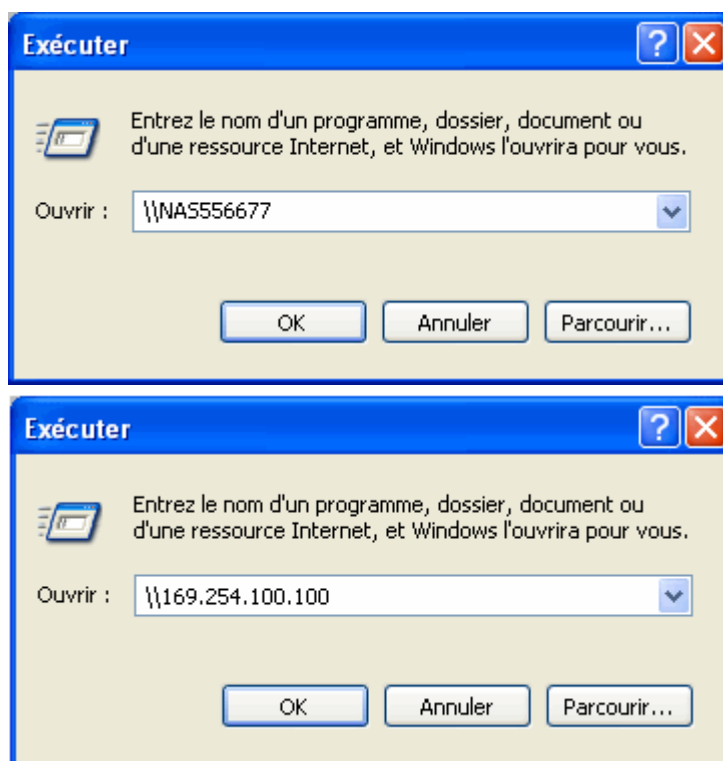 Exécuter
Entrez le nom d'un programme, dossier, document ou
d'une ressource Internet, et Windows l'ouvrira pour vous.
Ouvrir : \\NAS556677
OK Annuler Parcourir...
Exécuter
Entrez le nom d'un programme, dossier, document ou
d'une ressource Internet, et Windows l'ouvrira pour vous.
Ouvrir : \\169.254.100.100
OK Annuler Parcourir...